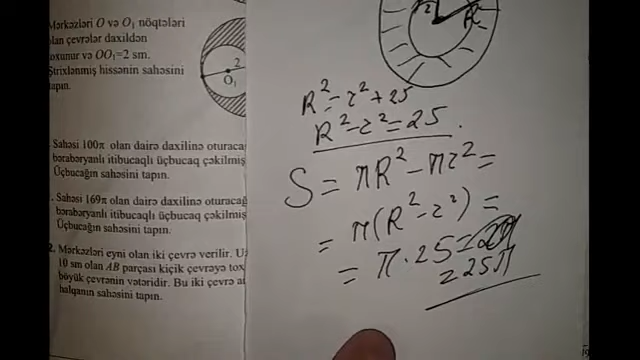 Mərkəzləri O və O₁ nöqtələri
olan çevrələr daxildən
toxunur və OO₁=2 sm.
Ştrixlənmiş hissənin sahəsini
tapın.
2
O₁
Sahəsi 100π olan dairə daxilinə oturaca
bərabəryanlı itibucaqlı üçbucaq çəkilmiş
Üçbucağın sahəsini tapın.
Sahəsi 169π olan dairə daxilinə oturacağ
bərabəryanlı itibucaqlı üçbucaq çəkilmiş
Üçbucağın sahəsini tapın.
2. Mərkəzləri eyni olan iki çevrə verilir. U
10 sm olan AB parçası kiçik çevrəyə tox
böyük çevrənin vətəridir. Bu iki çevrə a
halqanın sahəsini tapın.
r R
R² = r² + 25
R² - r² = 25.
S = πR² - πr² =
= π(R² - r²) =
= π · 25 =
= 25π